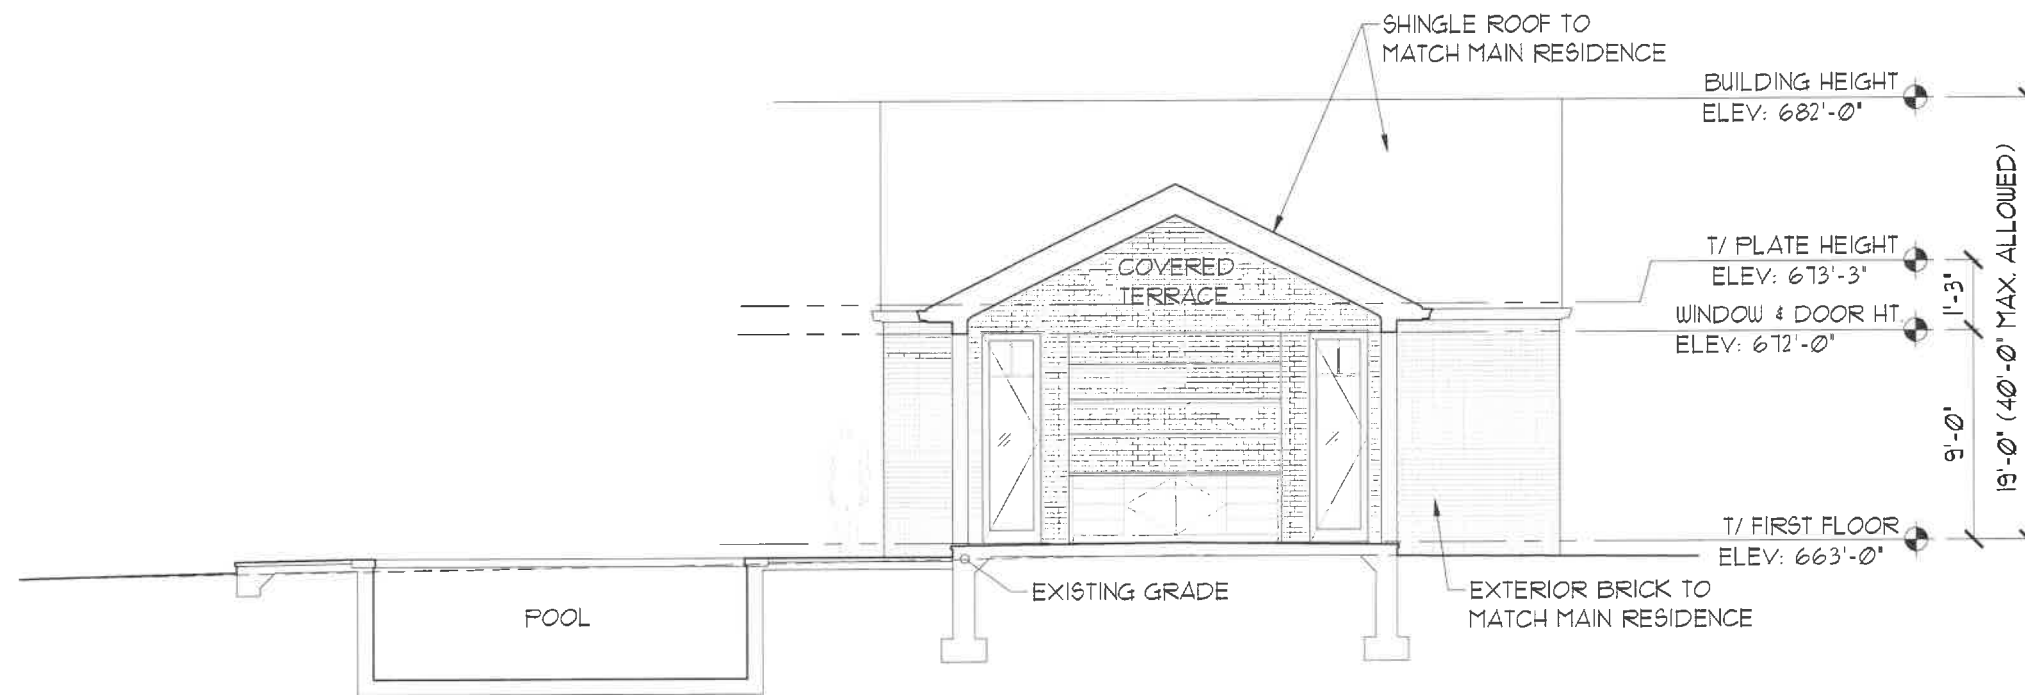 SHINGLE ROOF TO
MATCH MAIN RESIDENCE
BUILDING HEIGHT
ELEV: 682'-0"
T/ PLATE HEIGHT
ELEV: 673'-3"
WINDOW & DOOR HT.
ELEV: 672'-0"
T/ FIRST FLOOR
ELEV: 663'-0"
1'-3"
9'-0"
19'-0" (40'-0" MAX. ALLOWED)
COVERED
TERRACE
EXISTING GRADE
POOL
EXTERIOR BRICK TO
MATCH MAIN RESIDENCE